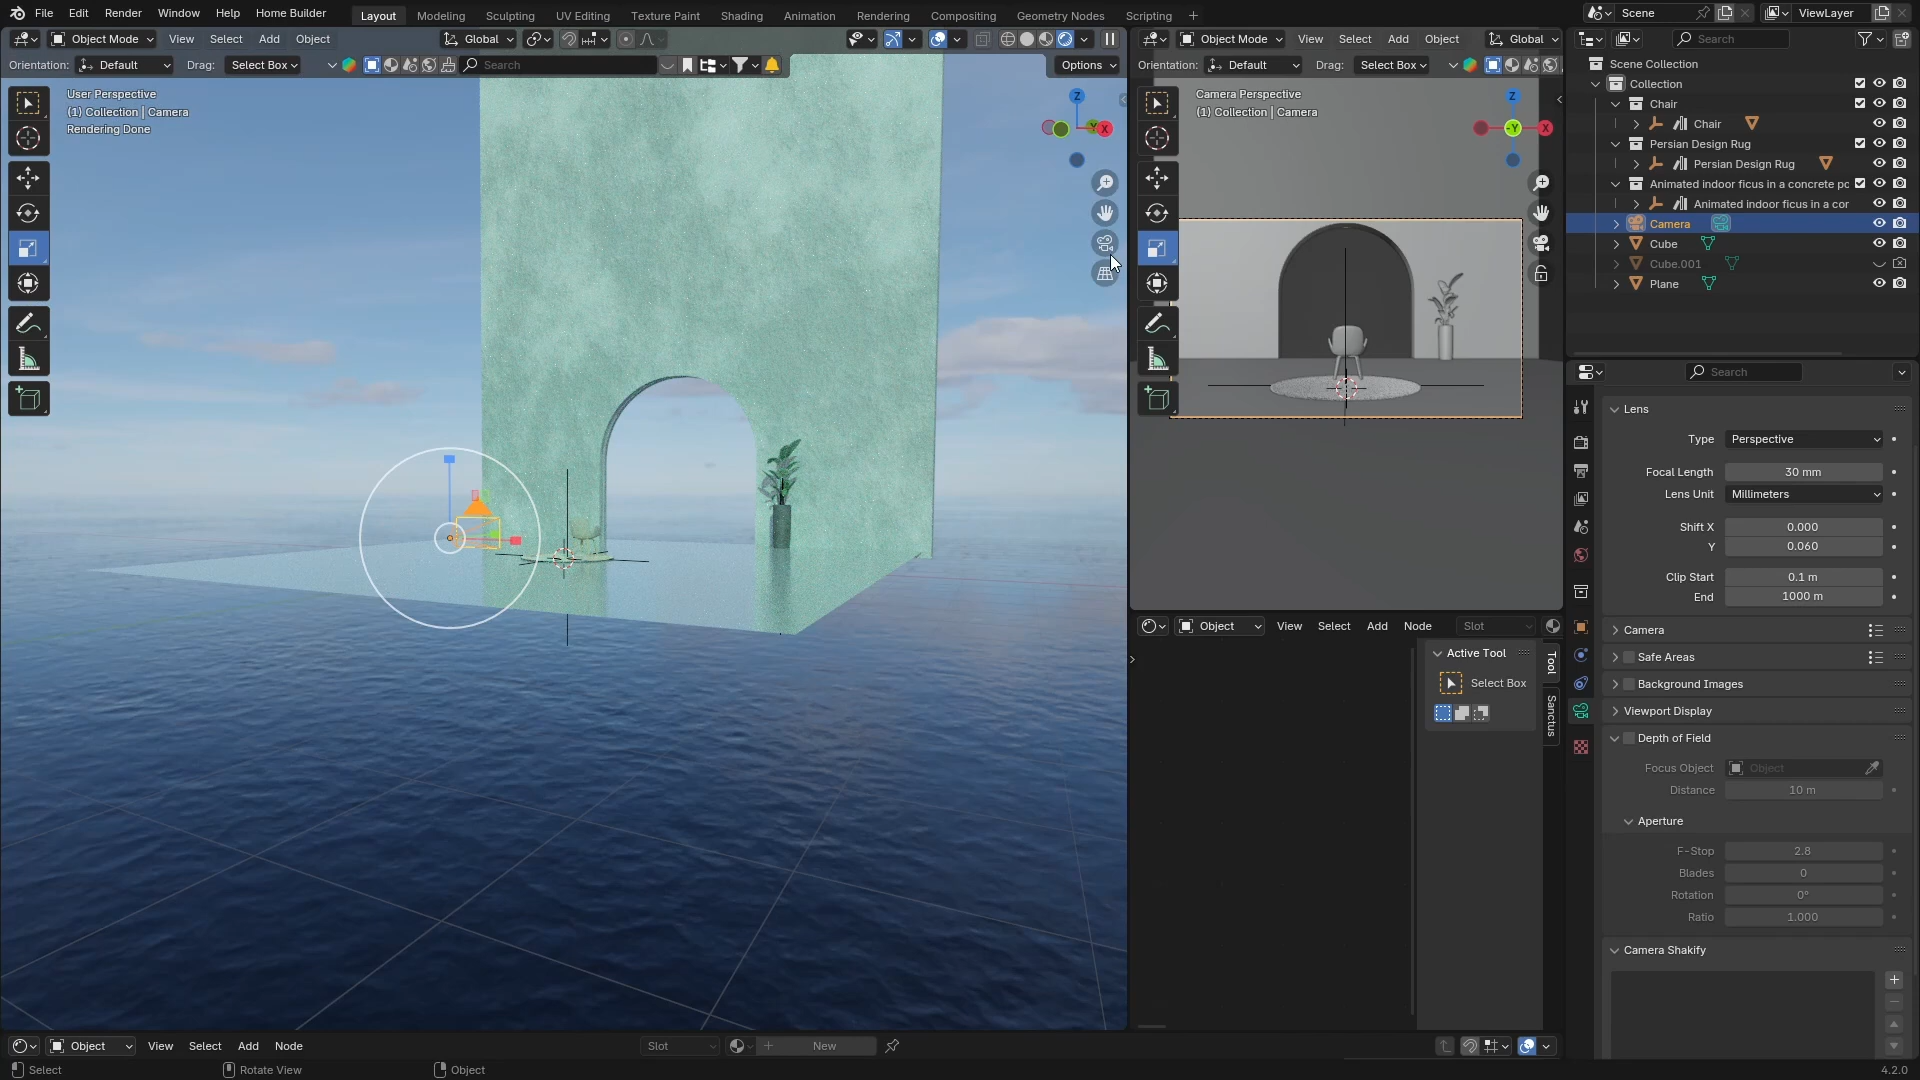 File Edit Render Window Help Home Builder Layout Modeling Sculpting UV Editing Texture Paint Shading Animation Rendering Compositing Geometry Nodes Scripting + Scene ViewLayer
Object Mode View Select Add Object Global
Orientation: Default Drag: Select Box Search Options
User Perspective
(1) Collection | Camera
Rendering Done
Z
X
Object Mode View Select Add Object Global
Orientation: Default Drag: Select Box
Camera Perspective
(1) Collection | Camera
Z
-Y
X
Search
Scene Collection
Collection
Chair
Chair
Persian Design Rug
Persian Design Rug
Animated indoor ficus in a concrete pc
Animated indoor ficus in a cor
Camera
Cube
Cube.001
Plane
Search
Lens
Type Perspective
Focal Length 30 mm
Lens Unit Millimeters
Shift X 0.000
Y 0.060
Clip Start 0.1 m
End 1000 m
Camera
Safe Areas
Background Images
Viewport Display
Depth of Field
Focus Object Object
Distance 10 m
Aperture
F-Stop 2.8
Blades 0
Rotation 0°
Ratio 1.000
Camera Shakify
Object View Select Add Node Slot
Active Tool
Select Box
Tool
Sanctus
Object View Select Add Node Slot New
Select Rotate View Object 4.2.0